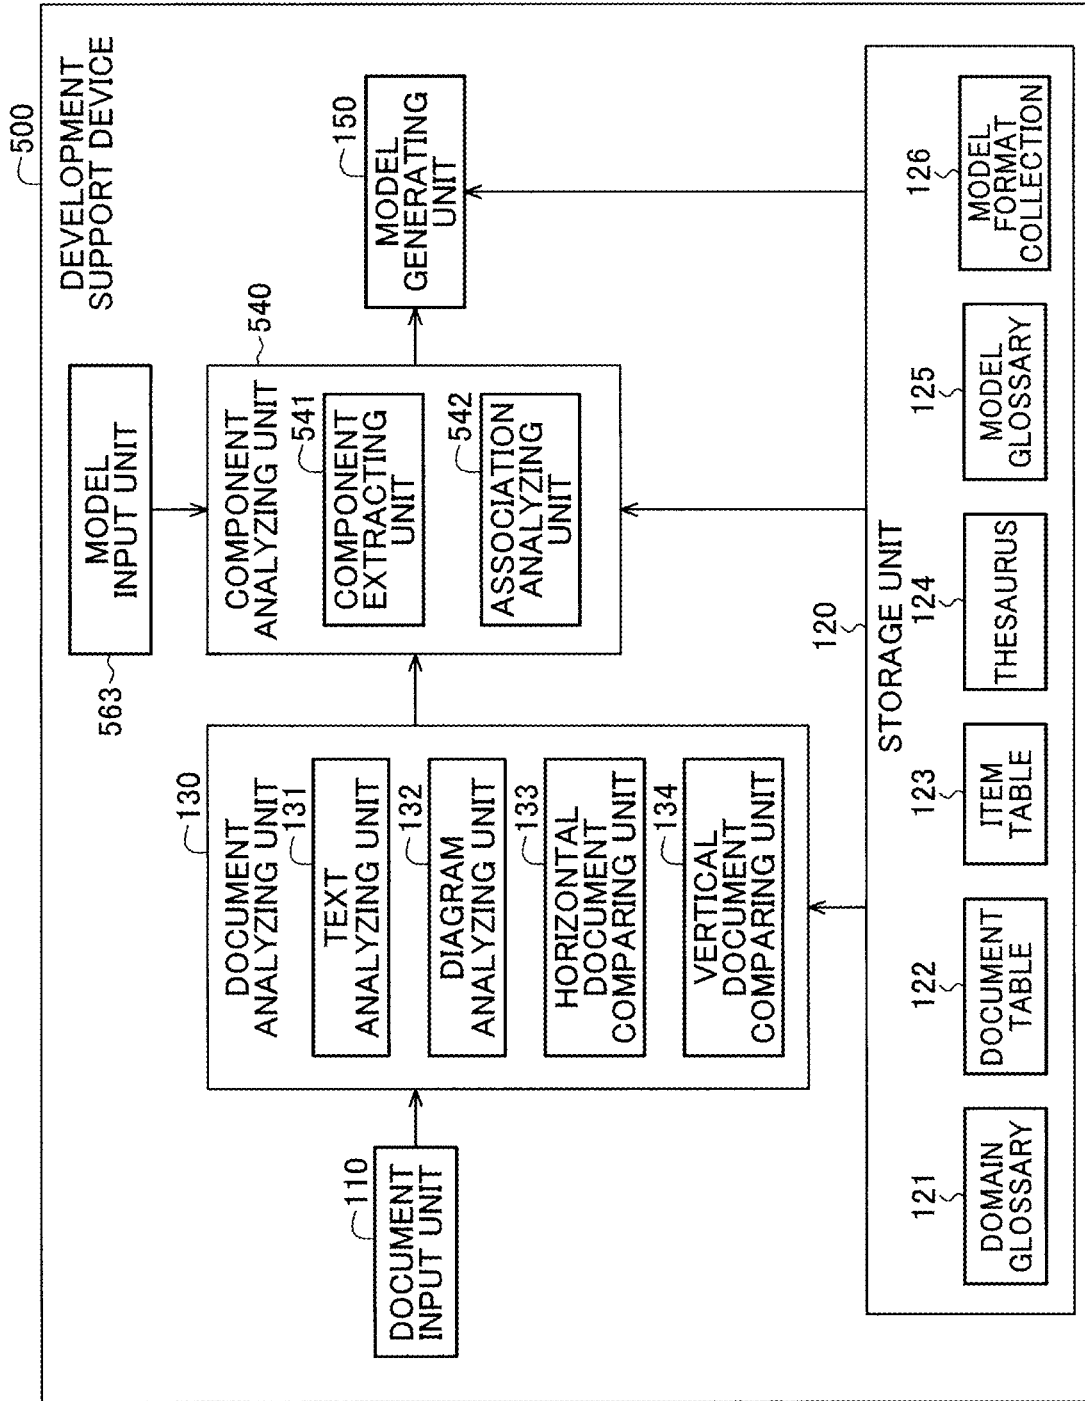 500
DEVELOPMENT
SUPPORT DEVICE
563
MODEL
INPUT UNIT
110
DOCUMENT
INPUT UNIT
130
DOCUMENT
ANALYZING UNIT
131
TEXT
ANALYZING UNIT
132
DIAGRAM
ANALYZING UNIT
133
HORIZONTAL
DOCUMENT
COMPARING UNIT
134
VERTICAL
DOCUMENT
COMPARING UNIT
540
COMPONENT
ANALYZING UNIT
541
COMPONENT
EXTRACTING
UNIT
542
ASSOCIATION
ANALYZING
UNIT
150
MODEL
GENERATING
UNIT
120
STORAGE UNIT
121
DOMAIN
GLOSSARY
122
DOCUMENT
TABLE
123
ITEM
TABLE
124
THESAURUS
125
MODEL
GLOSSARY
126
MODEL
FORMAT
COLLECTION